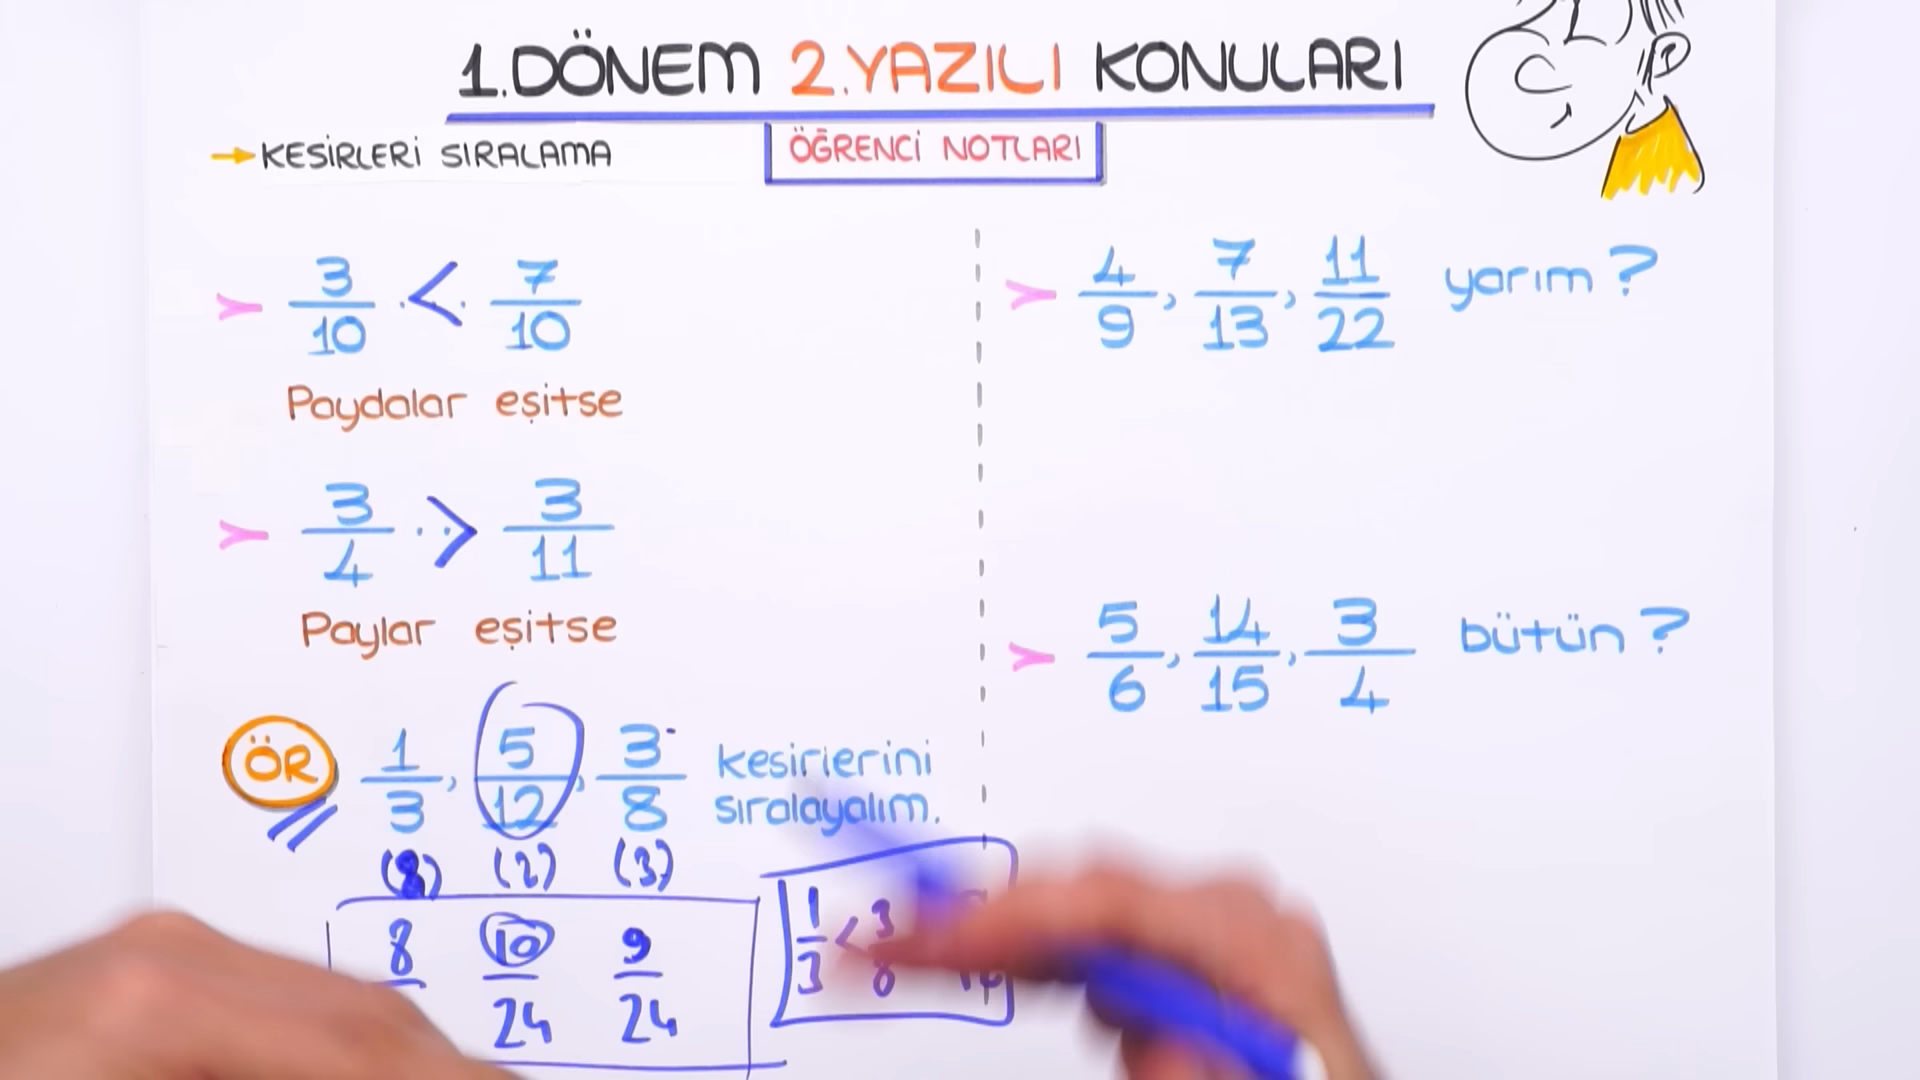 1.DÖNEM 2.YAZILI KONULARI
→KESİRLERİ SIRALAMA
ÖĞRENCİ NOTLARI
3/10 < 7/10
Paydalar eşitse
3/4 > 3/11
Paylar eşitse
ÖR 1/3, 5/12, 3/8 kesirlerini
sıralayalım.
(8) (2) (3)
8 10/24 9/24
1/3 < 3/8
4/9, 7/13, 11/22 yarım?
5/6, 14/15, 3/4 bütün?